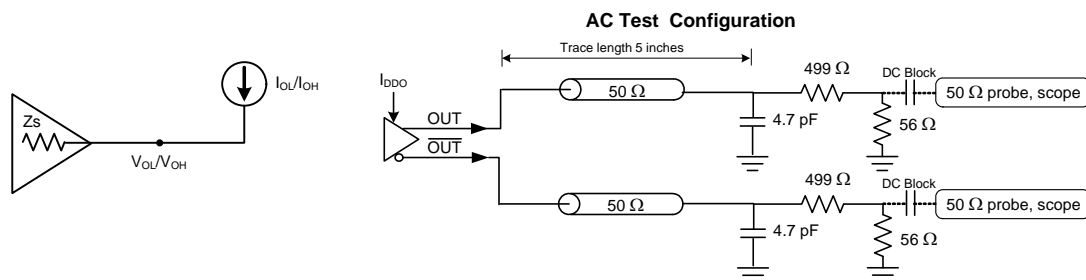 AC Test Configuration
Zs
V_OL/V_OH
I_OL/I_OH
Trace length 5 inches
I_DDO
OUT
OUT
50 Ω
4.7 pF
499 Ω
56 Ω
DC Block
50 Ω probe, scope
50 Ω
4.7 pF
499 Ω
56 Ω
DC Block
50 Ω probe, scope